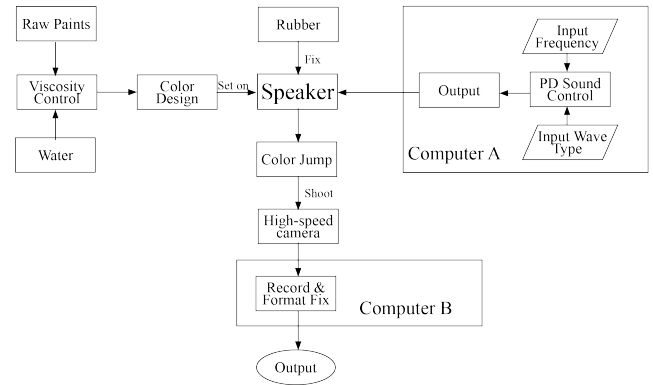 Raw Paints
Rubber
Input
Frequency
Fix
Viscosity
Control
Color
Design
Set on
Speaker
Output
PD Sound
Control
Water
Input Wave
Type
Computer A
Color Jump
Shoot
High-speed
camera
Record &
Format Fix
Computer B
Output